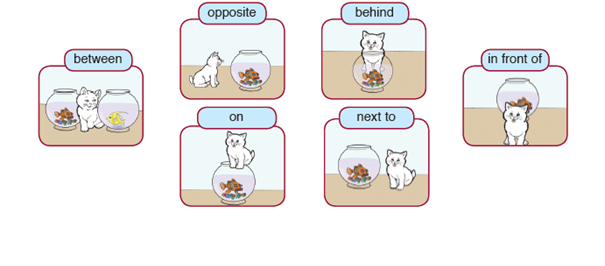 opposite
behind
between
in front of
on
next to